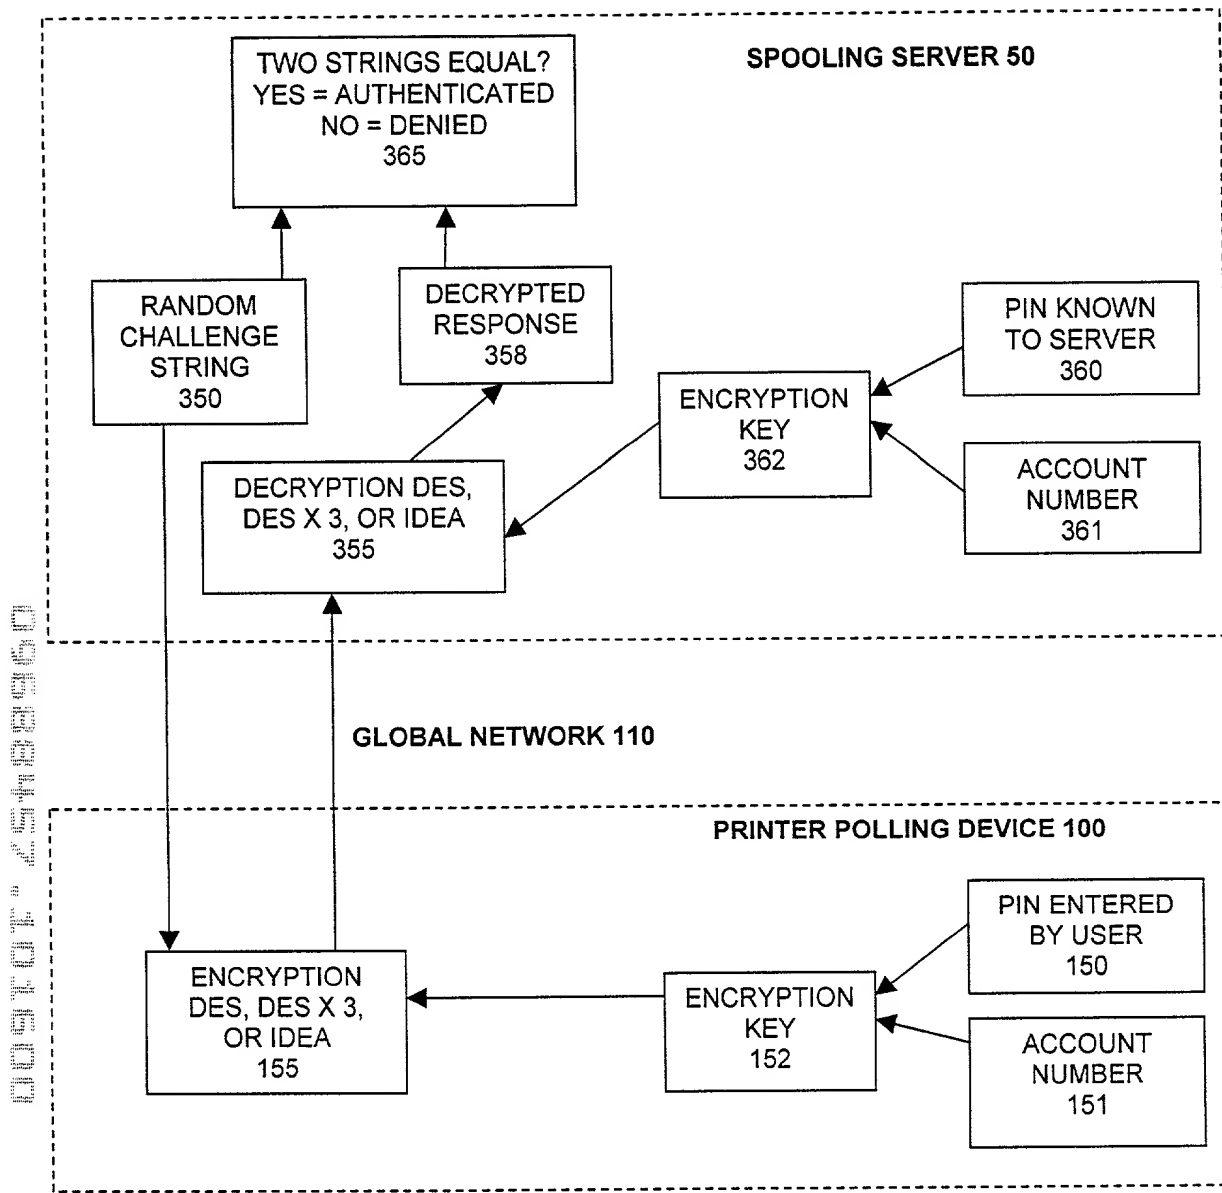 SPOOLING SERVER 50
TWO STRINGS EQUAL?
YES = AUTHENTICATED
NO = DENIED
365
RANDOM
CHALLENGE
STRING
350
DECRYPTED
RESPONSE
358
PIN KNOWN
TO SERVER
360
ENCRYPTION
KEY
362
ACCOUNT
NUMBER
361
DECRYPTION DES,
DES X 3, OR IDEA
355
GLOBAL NETWORK 110
PRINTER POLLING DEVICE 100
PIN ENTERED
BY USER
150
ENCRYPTION
DES, DES X 3,
OR IDEA
155
ENCRYPTION
KEY
152
ACCOUNT
NUMBER
151